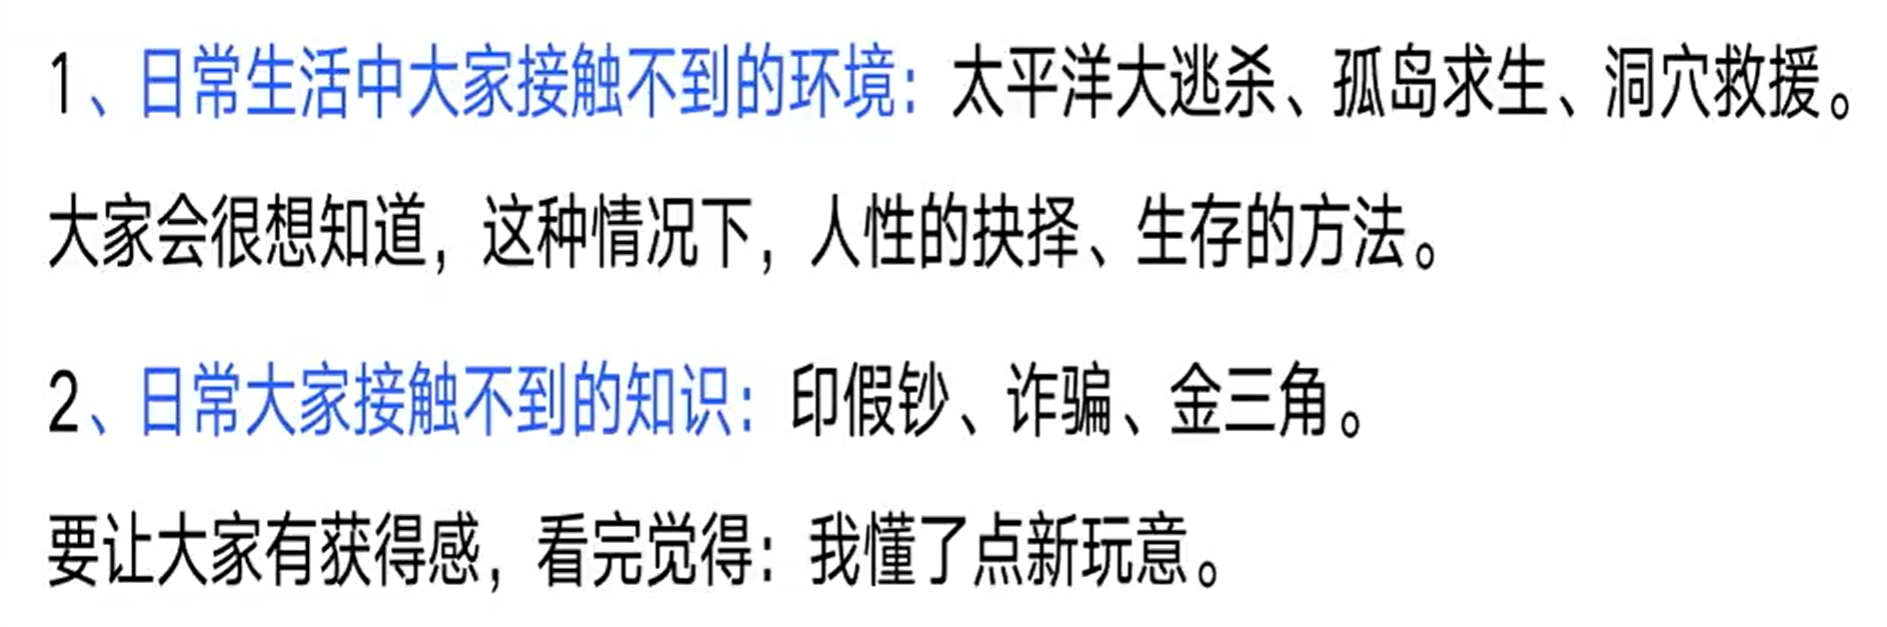 1、日常生活中大家接触不到的环境：太平洋大逃杀、孤岛求生、洞穴救援。
大家会很想知道，这种情况下，人性的抉择、生存的方法。
2、日常大家接触不到的知识：印假钞、诈骗、金三角。
要让大家有获得感，看完觉得：我懂了点新玩意。